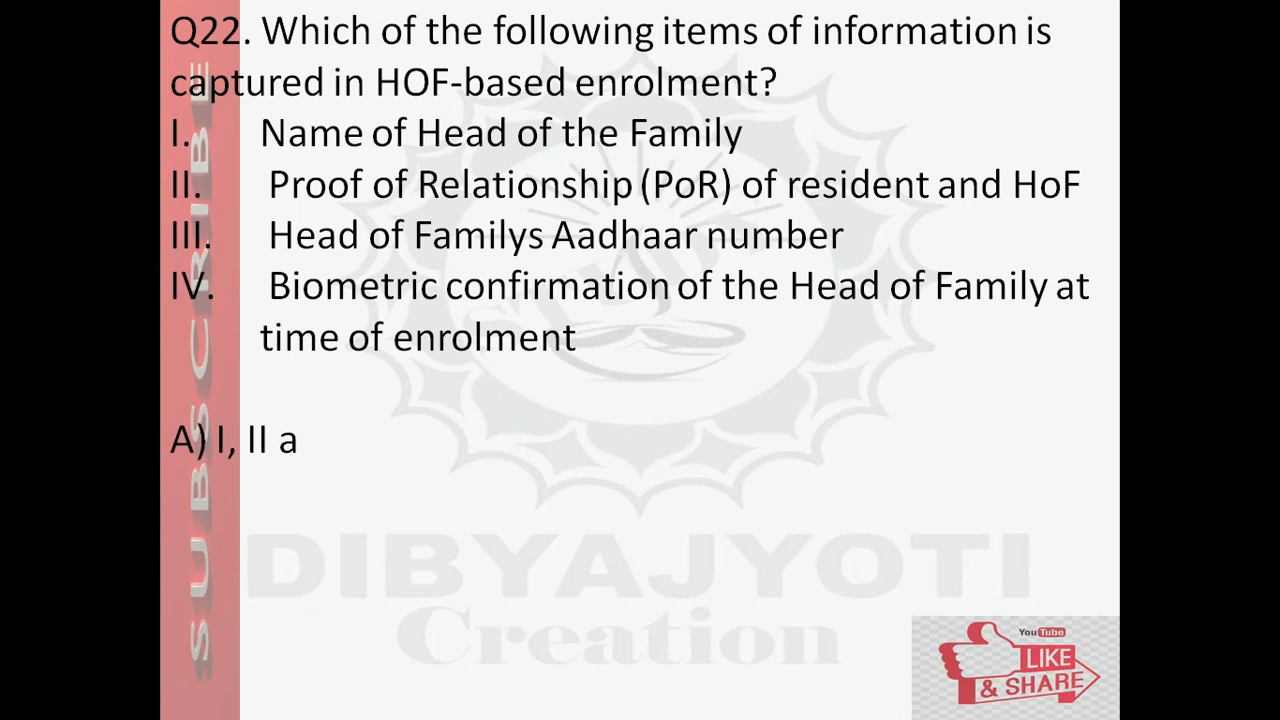 Q22. Which of the following items of information is
captured in HOF-based enrolment?
I. Name of Head of the Family
II. Proof of Relationship (PoR) of resident and HoF
III. Head of Familys Aadhaar number
IV. Biometric confirmation of the Head of Family at
time of enrolment
A) I, II a
SUBSCRIBE
DIBYAJYOTI
Creation
YouTube
LIKE
& SHARE